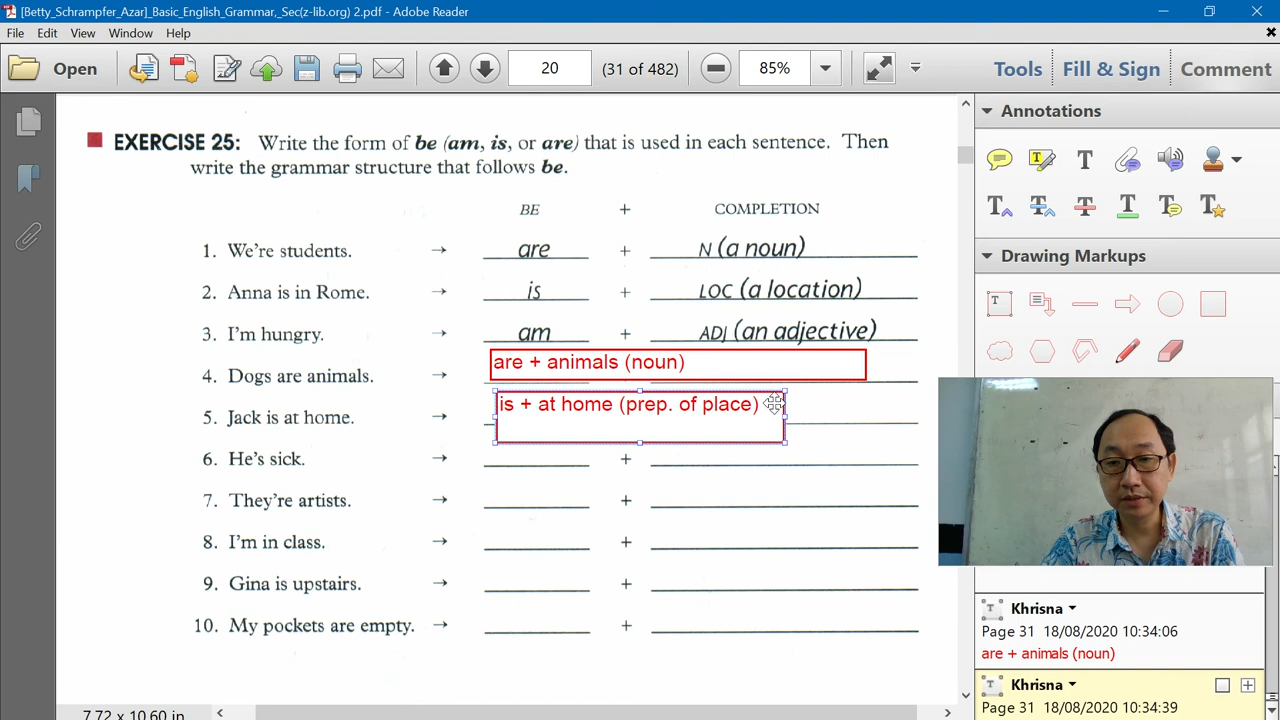 [Betty_Schrampfer_Azar]_Basic_English_Grammar,_Sec(z-lib.org) 2.pdf - Adobe Reader
File Edit View Window Help
Open 20 (31 of 482) 85% Tools Fill & Sign Comment
EXERCISE 25: Write the form of be (am, is, or are) that is used in each sentence. Then
write the grammar structure that follows be.
BE + COMPLETION
1. We're students. → are + N (a noun)
2. Anna is in Rome. → is + LOC (a location)
3. I'm hungry. → am + ADJ (an adjective)
are + animals (noun)
4. Dogs are animals. →
is + at home (prep. of place)
5. Jack is at home. →
6. He's sick. → +
7. They're artists. → +
8. I'm in class. → +
9. Gina is upstairs. → +
10. My pockets are empty. → +
7.72 x 10.60 in
Annotations
Drawing Markups
Khrisna
Page 31 18/08/2020 10:34:06
are + animals (noun)
Khrisna
Page 31 18/08/2020 10:34:39